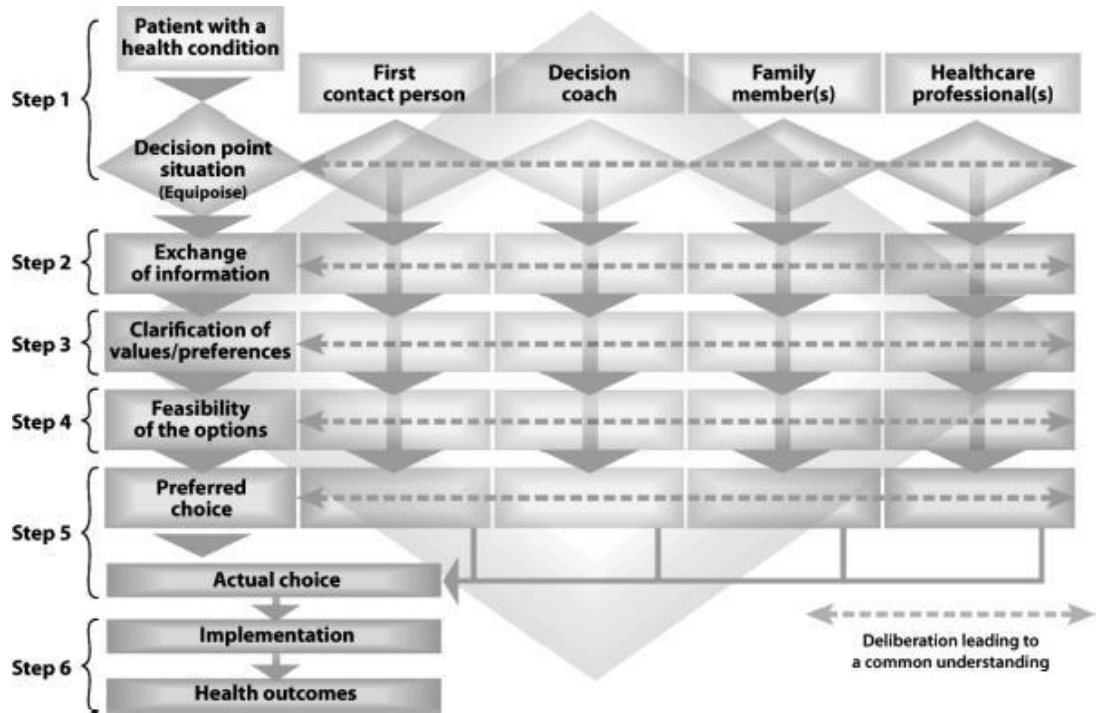 Patient with a
health condition
Step 1
First
contact person
Decision
coach
Family
member(s)
Healthcare
professional(s)
Decision point
situation
(Equipoise)
Step 2
Exchange
of information
Step 3
Clarification of
values/preferences
Step 4
Feasibility
of the options
Preferred
choice
Step 5
Actual choice
Implementation
Step 6
Health outcomes
Deliberation leading to
a common understanding